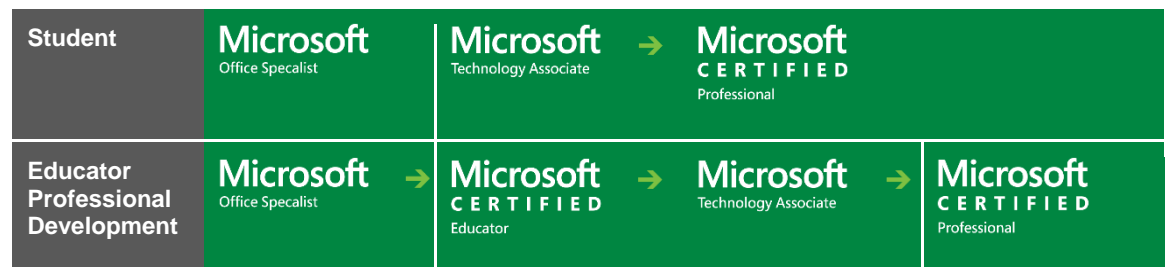 Student
Microsoft
Office Specalist
Microsoft
Technology Associate
→
Microsoft
CERTIFIED
Professional
Educator
Professional
Development
Microsoft
Office Specalist
→
Microsoft
CERTIFIED
Educator
→
Microsoft
Technology Associate
→
Microsoft
CERTIFIED
Professional